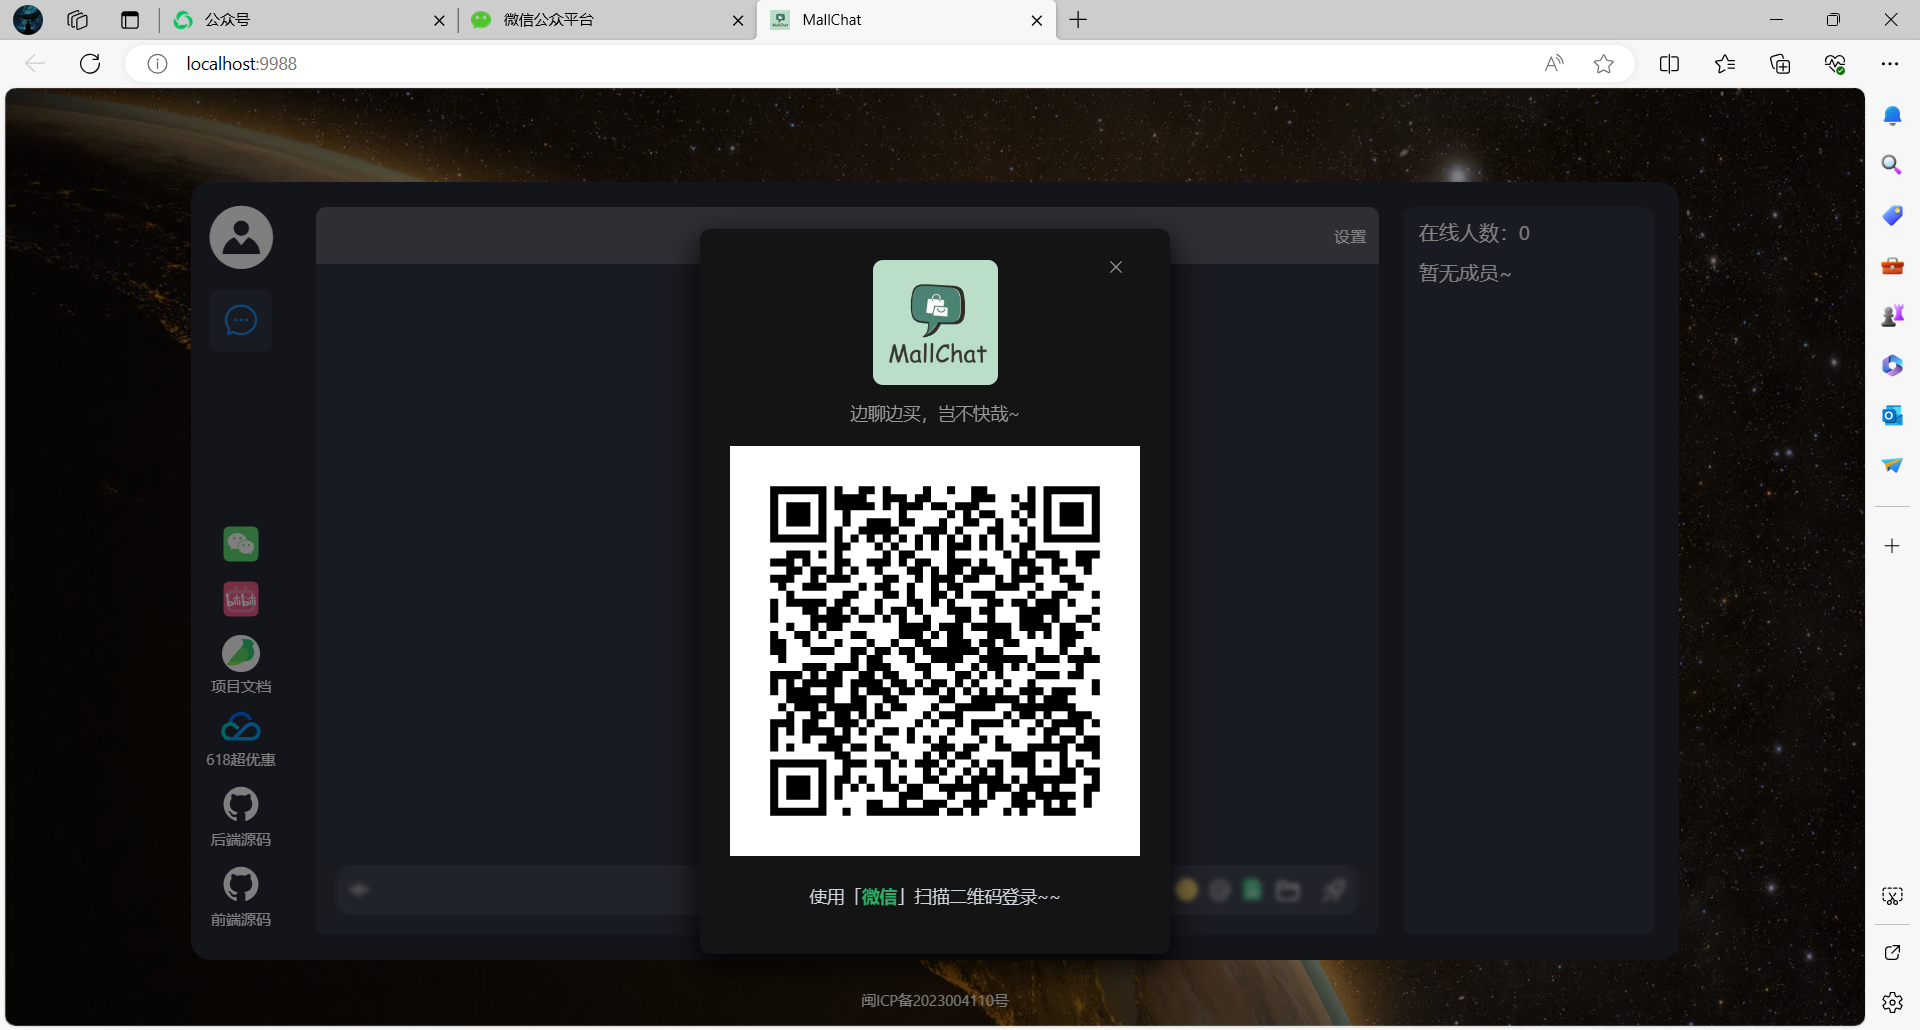 公众号
微信公众平台
MallChat
localhost:9988
设置
在线人数：0
暂无成员~
MallChat
边聊边买，岂不快哉~
bilibili
项目文档
618超优惠
后端源码
前端源码
使用「微信」扫描二维码登录~~
闽ICP备2023004110号